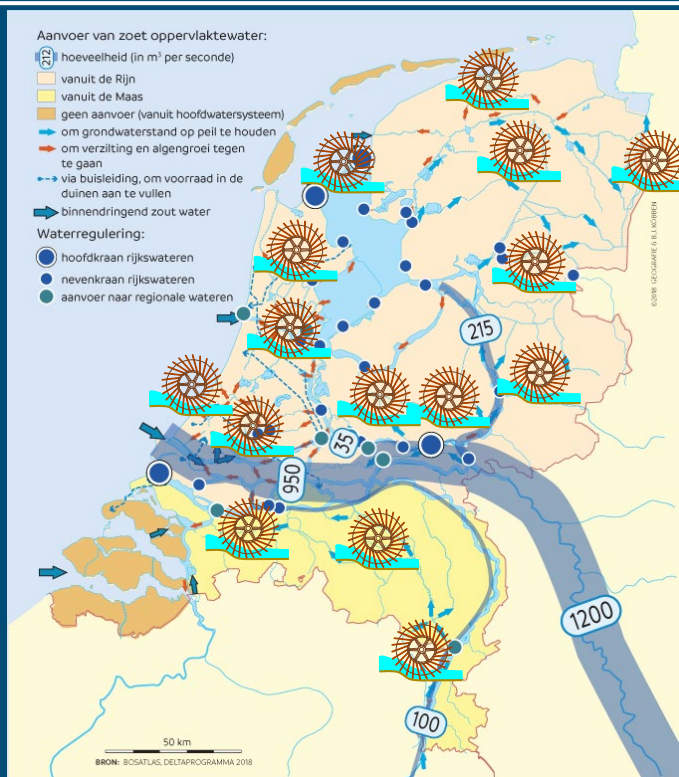 Aanvoer van zoet oppervlaktewater:
212 hoeveelheid (in m³ per seconde)
vanuit de Rijn
vanuit de Maas
geen aanvoer (vanuit hoofdwatersysteem)
om grondwaterstand op peil te houden
om verzilting en algengroei tegen
te gaan
via buisleiding, om voorraad in de
duinen aan te vullen
binnendringend zout water
Waterregulering:
hoofdkraan rijkswateren
nevenkraan rijkswateren
aanvoer naar regionale wateren
©2018 GEOGRAFIE & B.J. KÖBBEN
215
35
950
1200
100
50 km
BRON: BOSATLAS, DELTAPROGRAMMA 2018